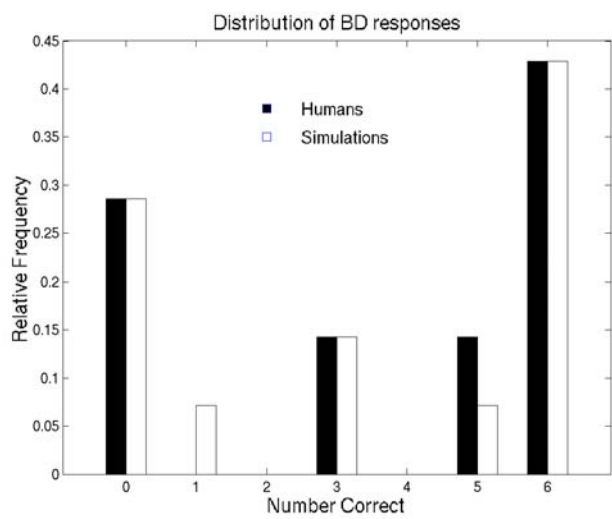 Distribution of BD responses
0.45
0.4
0.35
0.3
0.25
0.2
0.15
0.1
0.05
0
Relative Frequency
Humans
Simulations
0 1 2 3 4 5 6
Number Correct